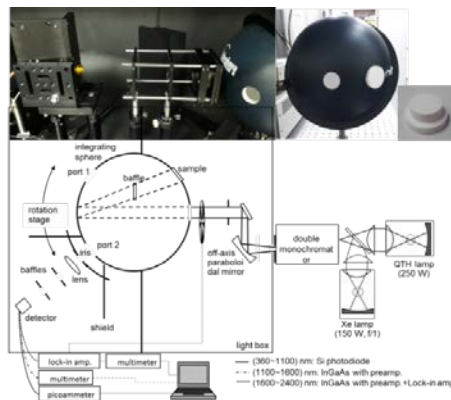 integrating
sphere
port 1
sample
baffle
rotation
stage
iris
port 2
lens
baffles
detector
shield
off-axis
paraboloi
dal mirror
double
monochromat
or
QTH lamp
(250 W)
Xe lamp
(150 W, f/1)
light box
lock-in amp.
multimeter
multimeter
picoammeter
(360~1100) nm: Si photodiode
(1100~1600) nm: InGaAs with preamp.
(1600~2400) nm: InGaAs with preamp.+Lock-in amp